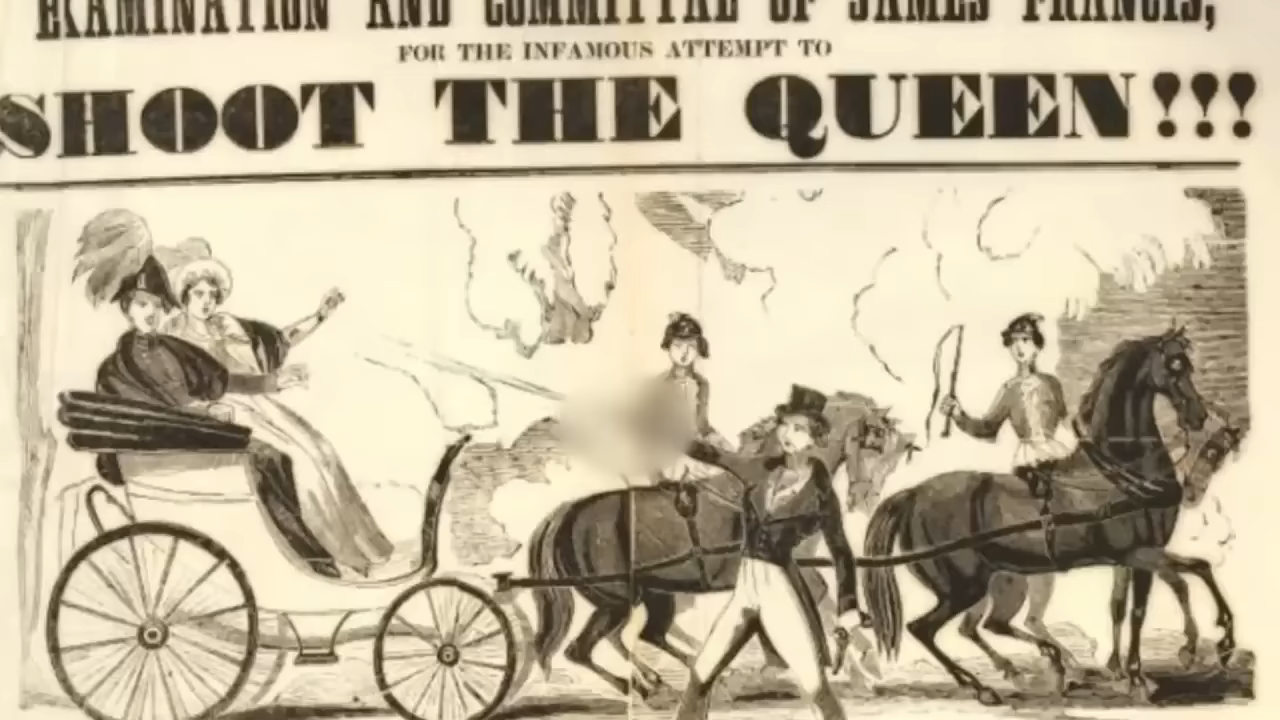 EXAMINATION AND COMMITTAL OF JAMES FRANCIS,
FOR THE INFAMOUS ATTEMPT TO
SHOOT THE QUEEN!!!